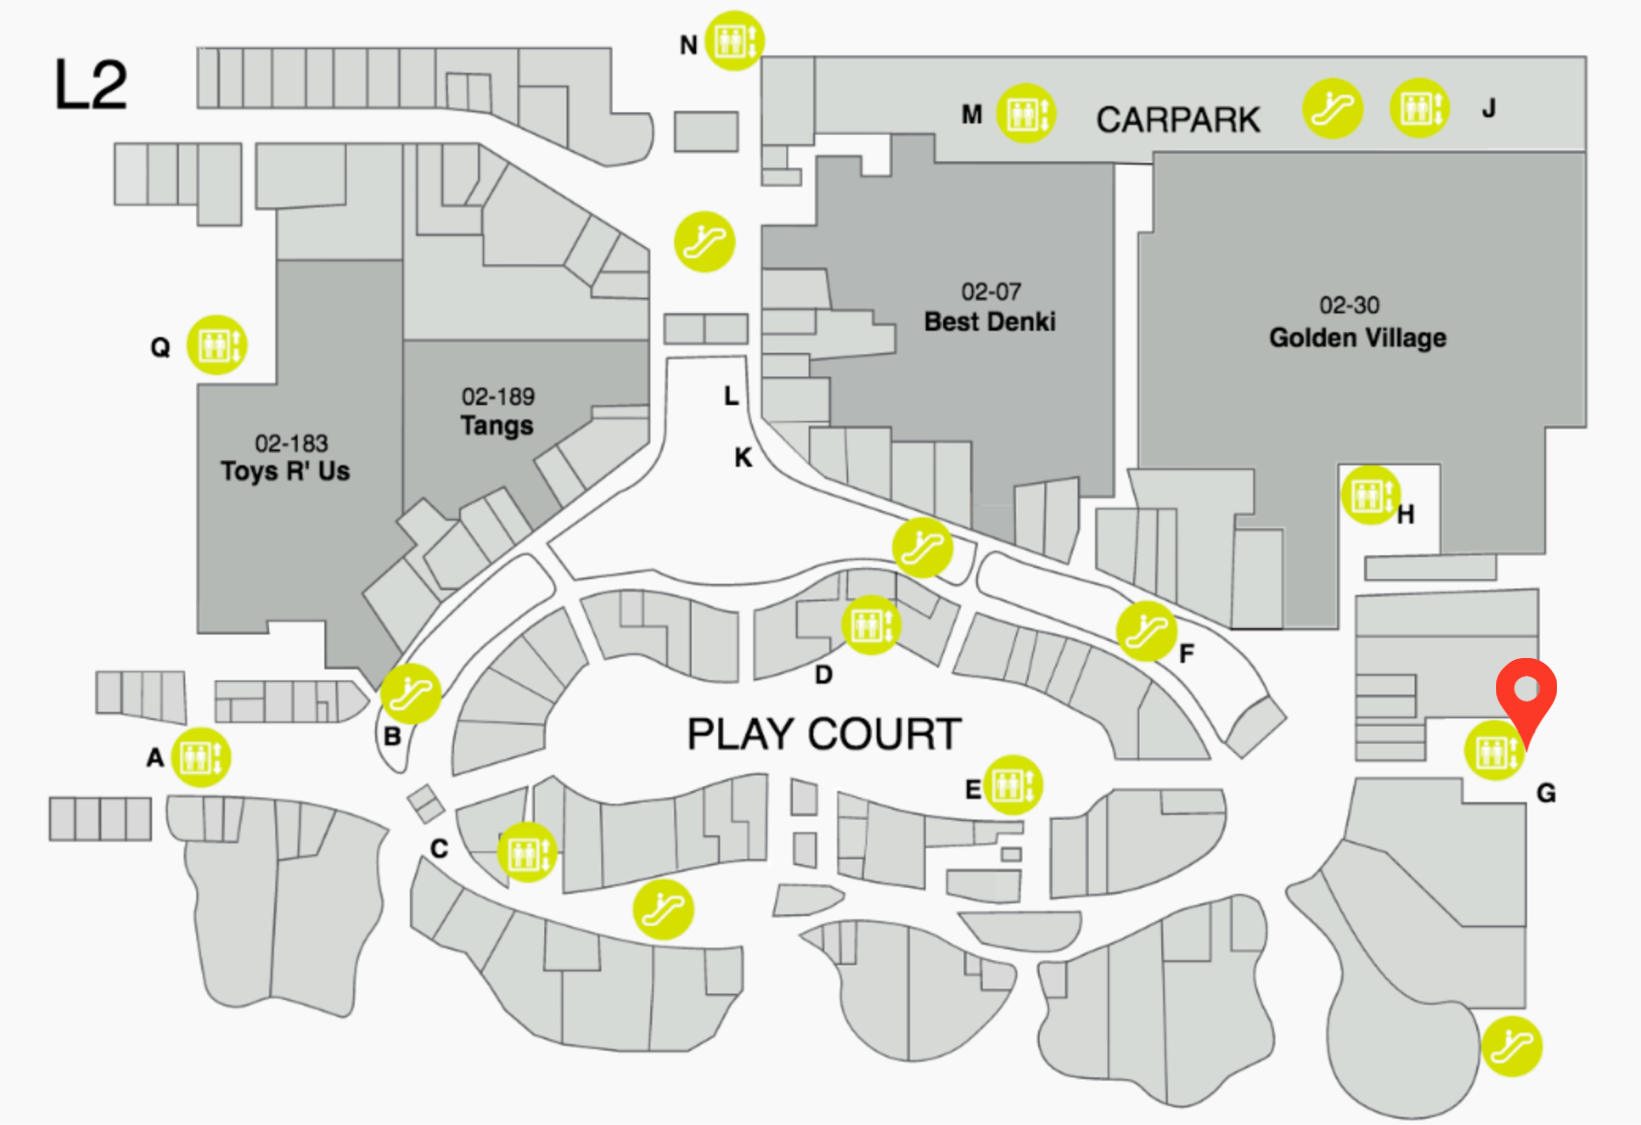 L2
N
M
CARPARK
J
02-07
Best Denki
02-30
Golden Village
Q
02-189
Tangs
L
02-183
Toys R' Us
K
H
F
D
B
PLAY COURT
A
E
G
C